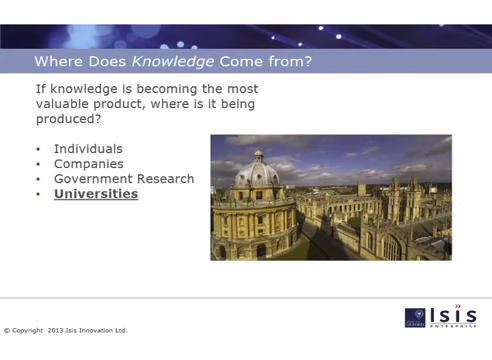 Where Does Knowledge Come from?
If knowledge is becoming the most
valuable product, where is it being
produced?
• Individuals
• Companies
• Government Research
• Universities
Isis
ENTERPRISE
© Copyright 2013 Isis Innovation Ltd.